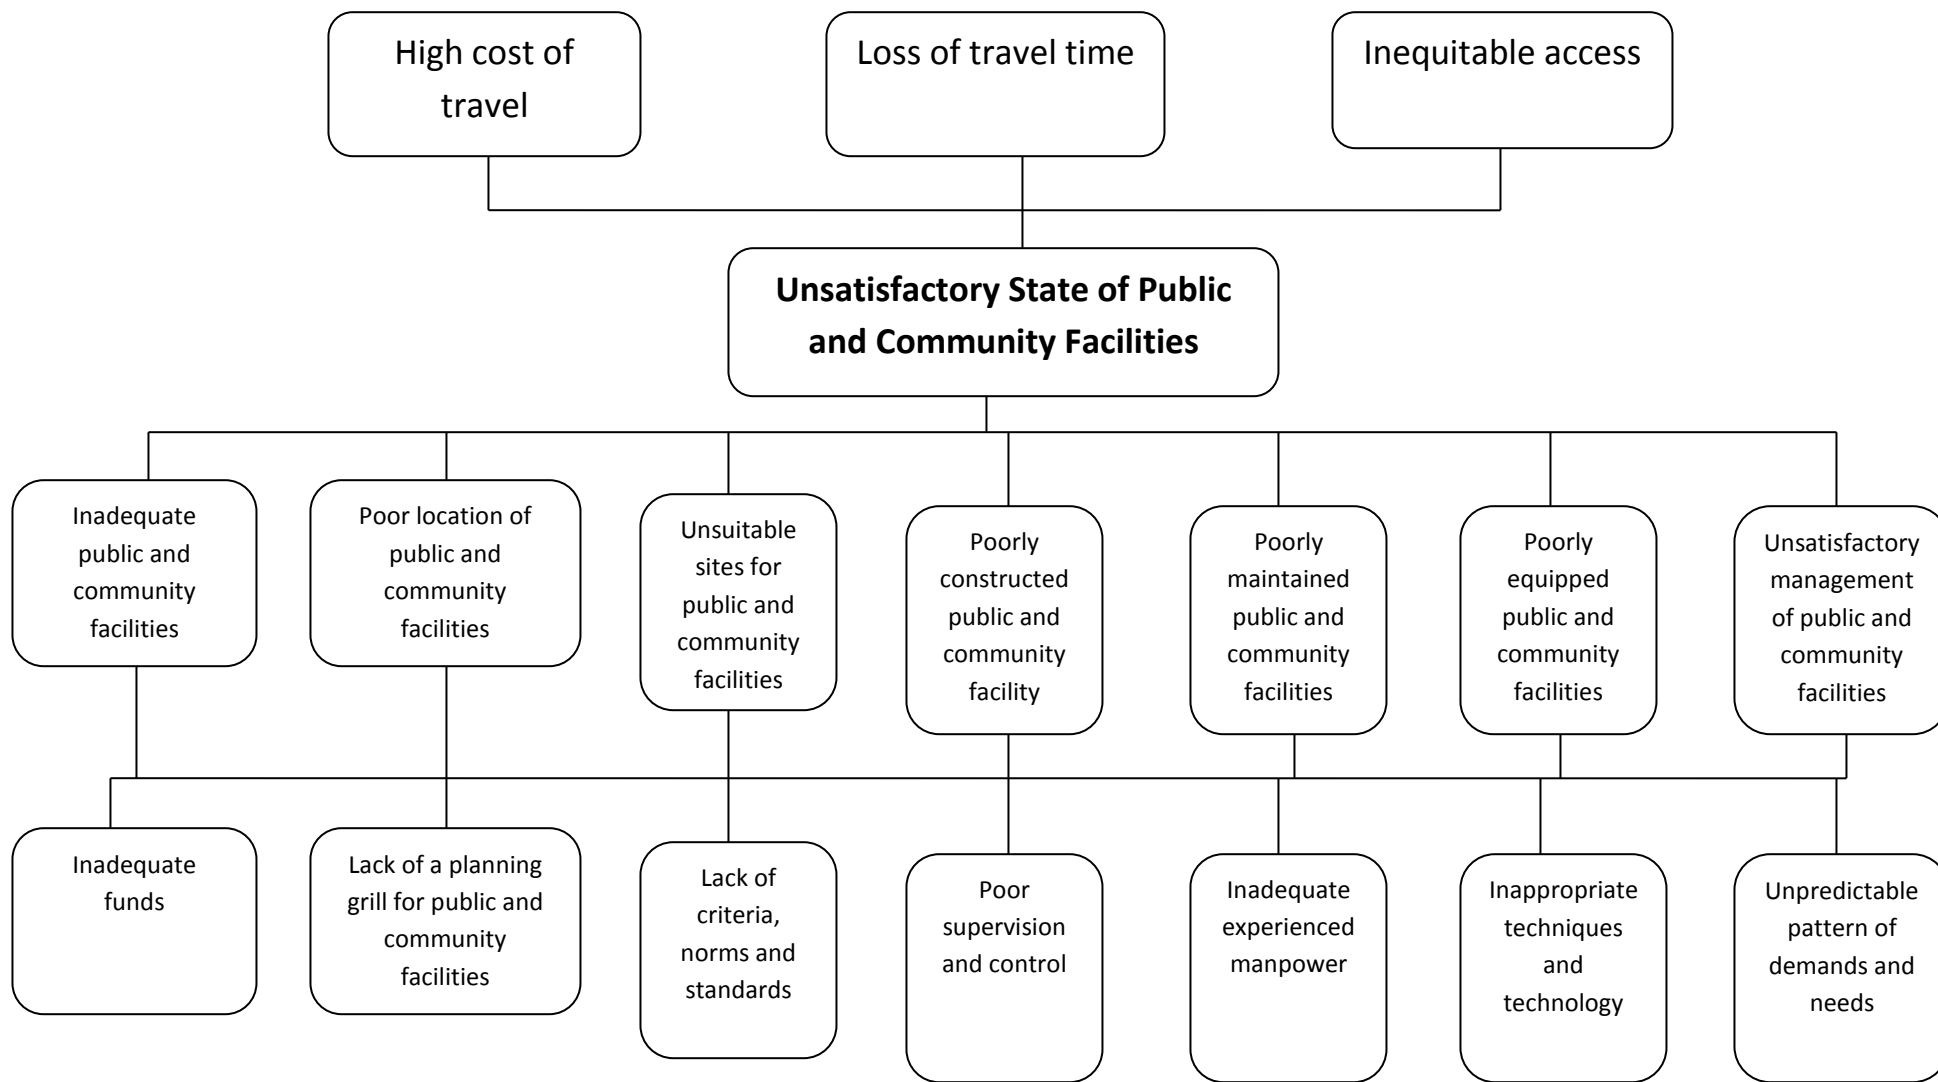 High cost of
travel
Loss of travel time
Inequitable access
Unsatisfactory State of Public
and Community Facilities
Inadequate
public and
community
facilities
Poor location of
public and
community
facilities
Unsuitable
sites for
public and
community
facilities
Poorly
constructed
public and
community
facility
Poorly
maintained
public and
community
facilities
Poorly
equipped
public and
community
facilities
Unsatisfactory
management
of public and
community
facilities
Inadequate
funds
Lack of a planning
grill for public and
community
facilities
Lack of
criteria,
norms and
standards
Poor
supervision
and control
Inadequate
experienced
manpower
Inappropriate
techniques
and
technology
Unpredictable
pattern of
demands and
needs